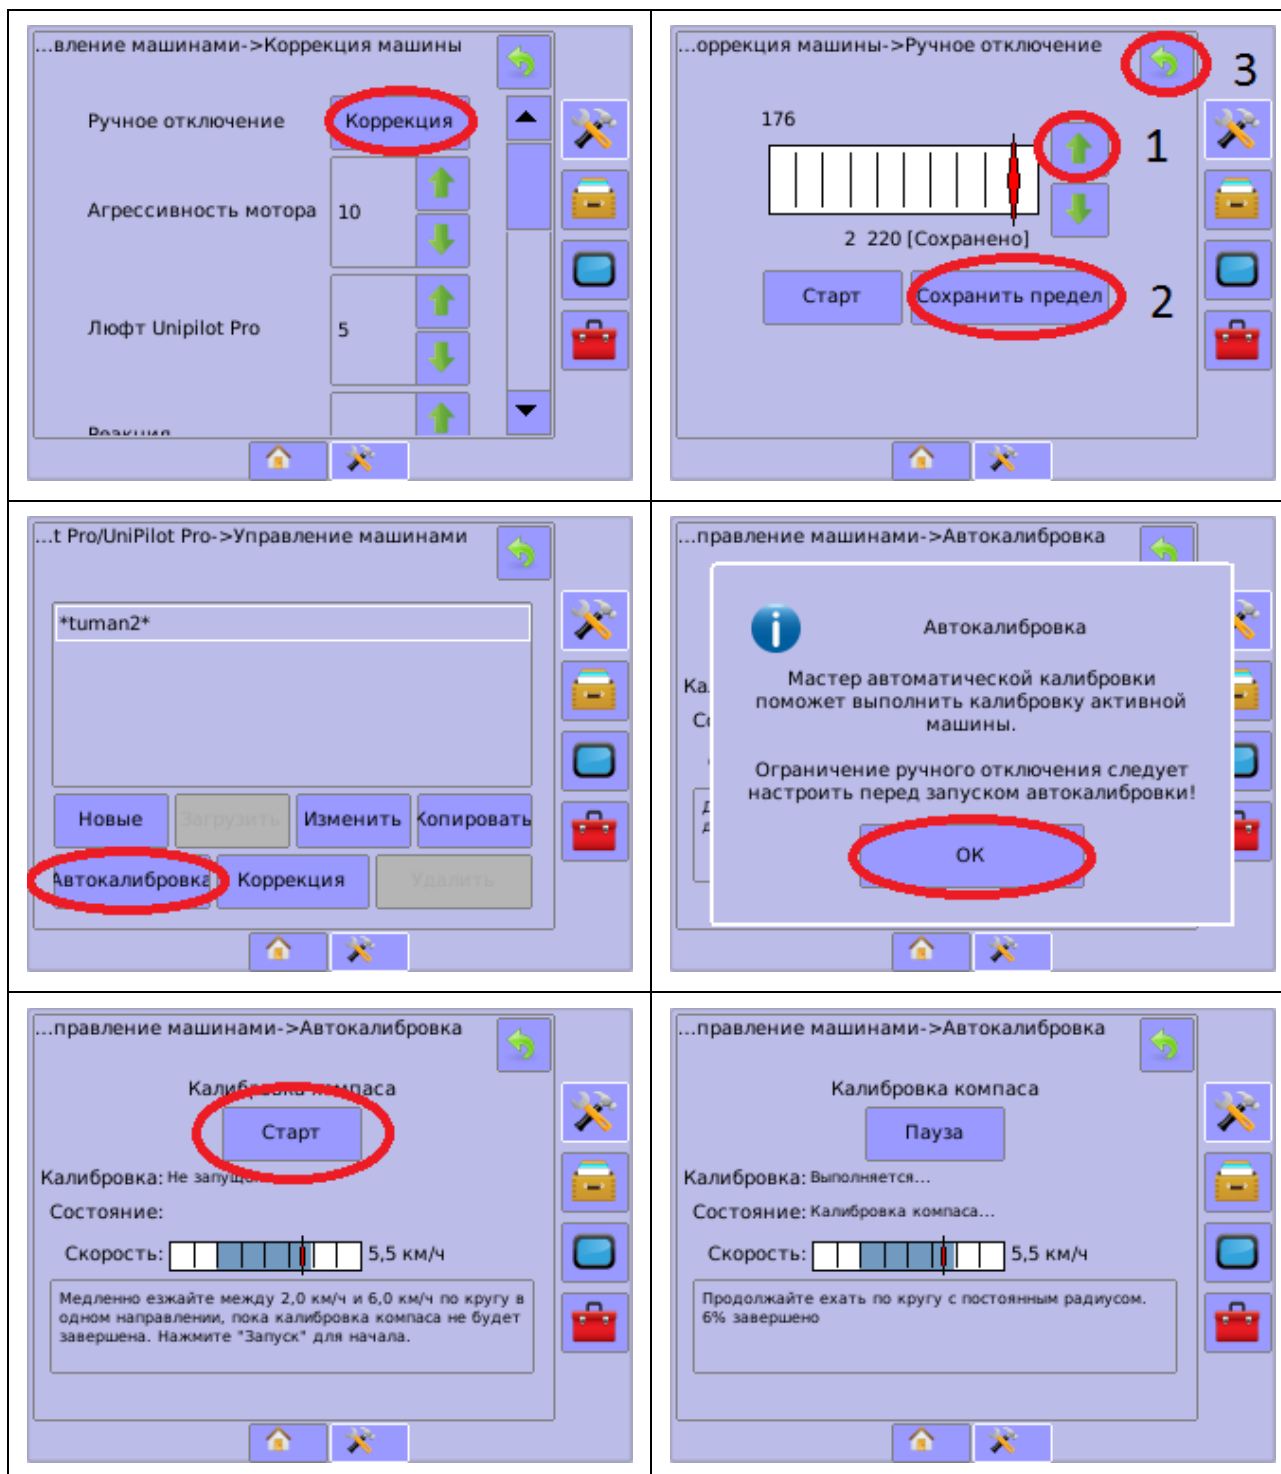 ...вление машинами->Коррекция машины
Ручное отключение
Коррекция
Агрессивность мотора
10
Люфт Unipilot Pro
5
Реакция
...оррекция машины->Ручное отключение
3
176
1
2 220 [Сохранено]
Старт
Сохранить предел
2
...t Pro/UniPilot Pro->Управление машинами
*tuman2*
Новые
Загрузить
Изменить
Копировать
Автокалибровка
Коррекция
Удалить
...правление машинами->Автокалибровка
Автокалибровка
Мастер автоматической калибровки
поможет выполнить калибровку активной
машины.
Ограничение ручного отключения следует
настроить перед запуском автокалибровки!
OK
...правление машинами->Автокалибровка
Калибровка компаса
Старт
Калибровка: Не запущ
Состояние:
Скорость: 5,5 км/ч
Медленно езжайте между 2,0 км/ч и 6,0 км/ч по кругу в
одном направлении, пока калибровка компаса не будет
завершена. Нажмите "Запуск" для начала.
...правление машинами->Автокалибровка
Калибровка компаса
Пауза
Калибровка: Выполняется...
Состояние: Калибровка компаса...
Скорость: 5,5 км/ч
Продолжайте ехать по кругу с постоянным радиусом.
6% завершено